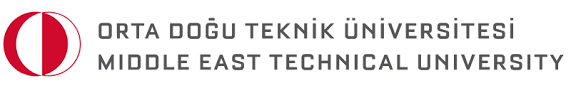 ORTA DOĞU TEKNİK ÜNİVERSİTESİ
MIDDLE EAST TECHNICAL UNIVERSITY